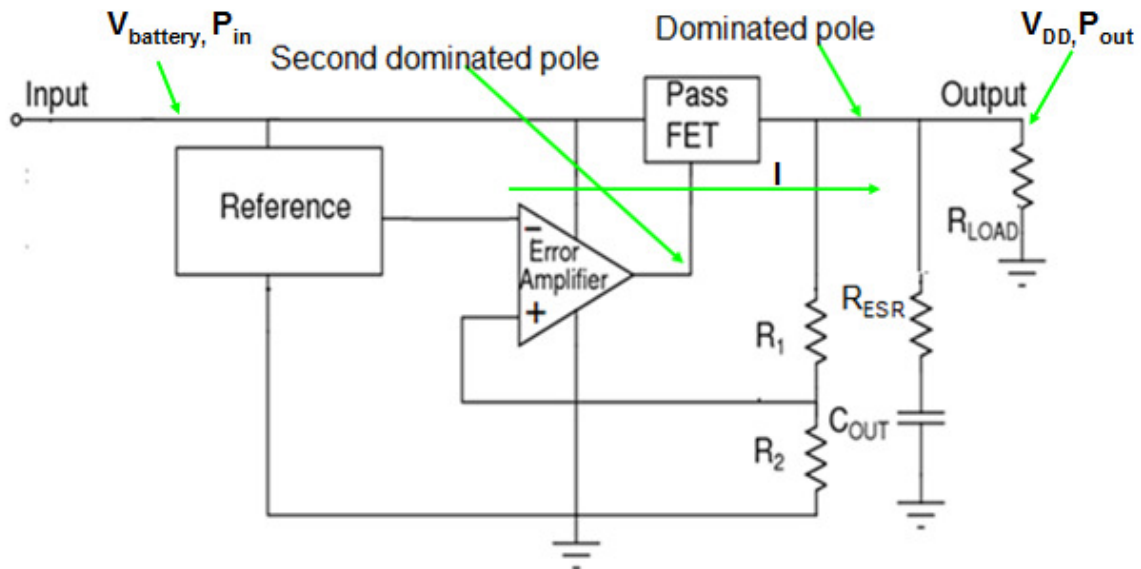 V_battery, P_in
Second dominated pole
Dominated pole
V_DD, P_out
Input
Pass
FET
Output
I
Reference
-
Error
Amplifier
+
R_LOAD
R_ESR
R_1
C_OUT
R_2